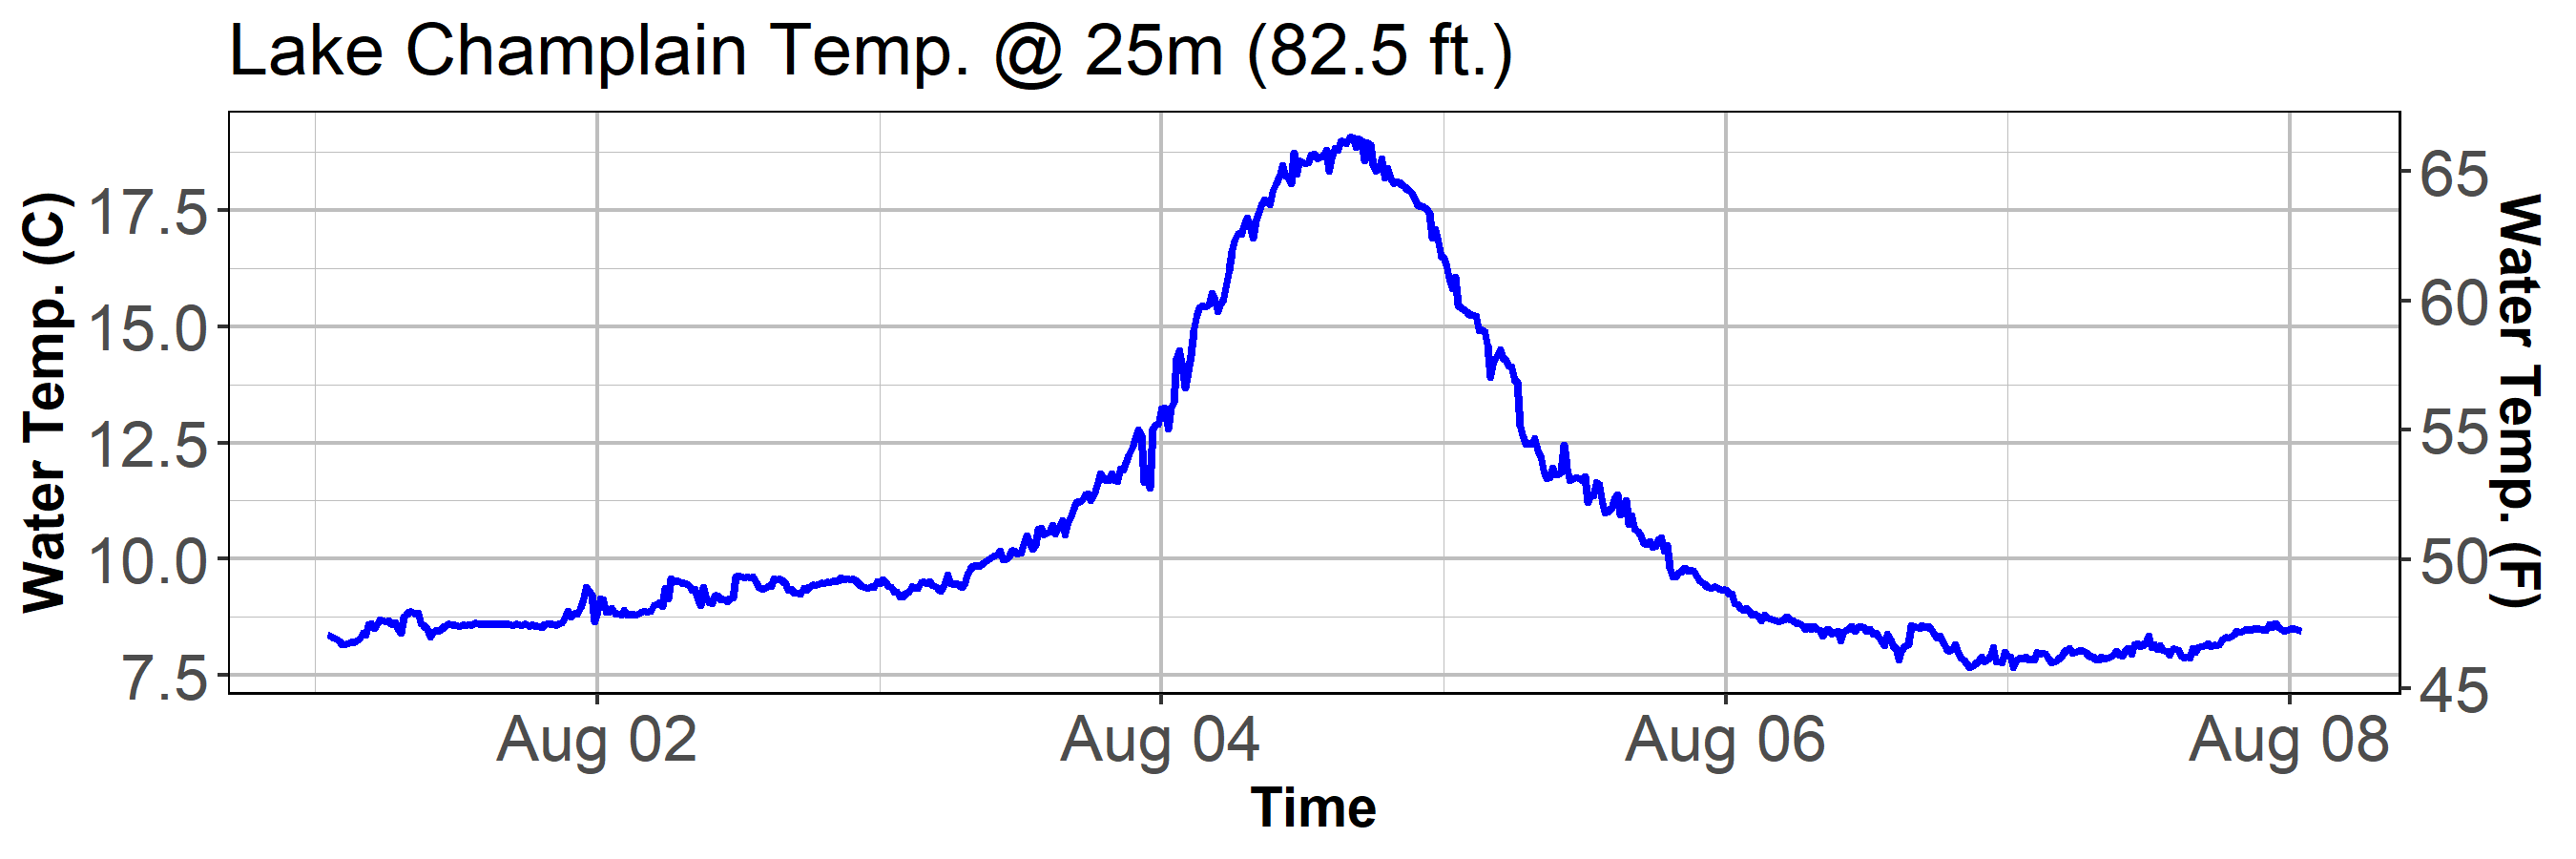 Lake Champlain Temp. @ 25m (82.5 ft.)
Water Temp. (C)
17.5
15.0
12.5
10.0
7.5
65
60
55
50
45
Water Temp. (F)
Aug 02 Aug 04 Aug 06 Aug 08
Time